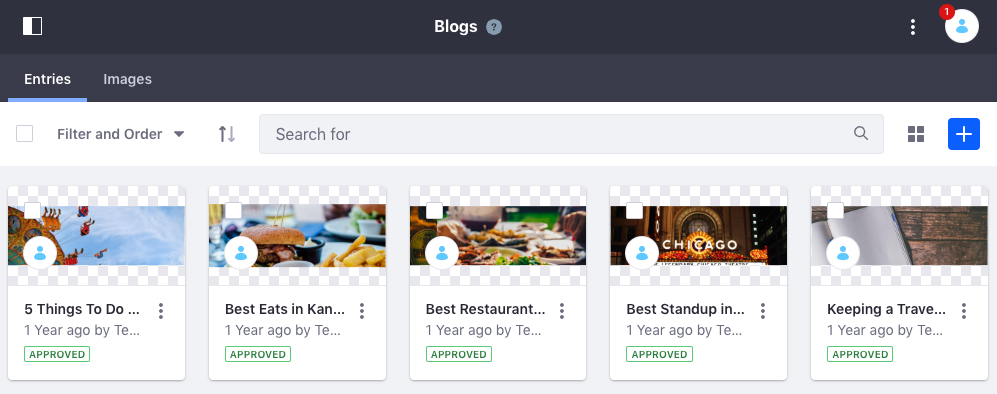 Blogs ?
1
Entries Images
Filter and Order
Search for
CHICAGO
5 Things To Do ...
1 Year ago by Te...
APPROVED
Best Eats in Kan...
1 Year ago by Te...
APPROVED
Best Restaurant...
1 Year ago by Te...
APPROVED
Best Standup in...
1 Year ago by Te...
APPROVED
Keeping a Trave...
1 Year ago by Te...
APPROVED